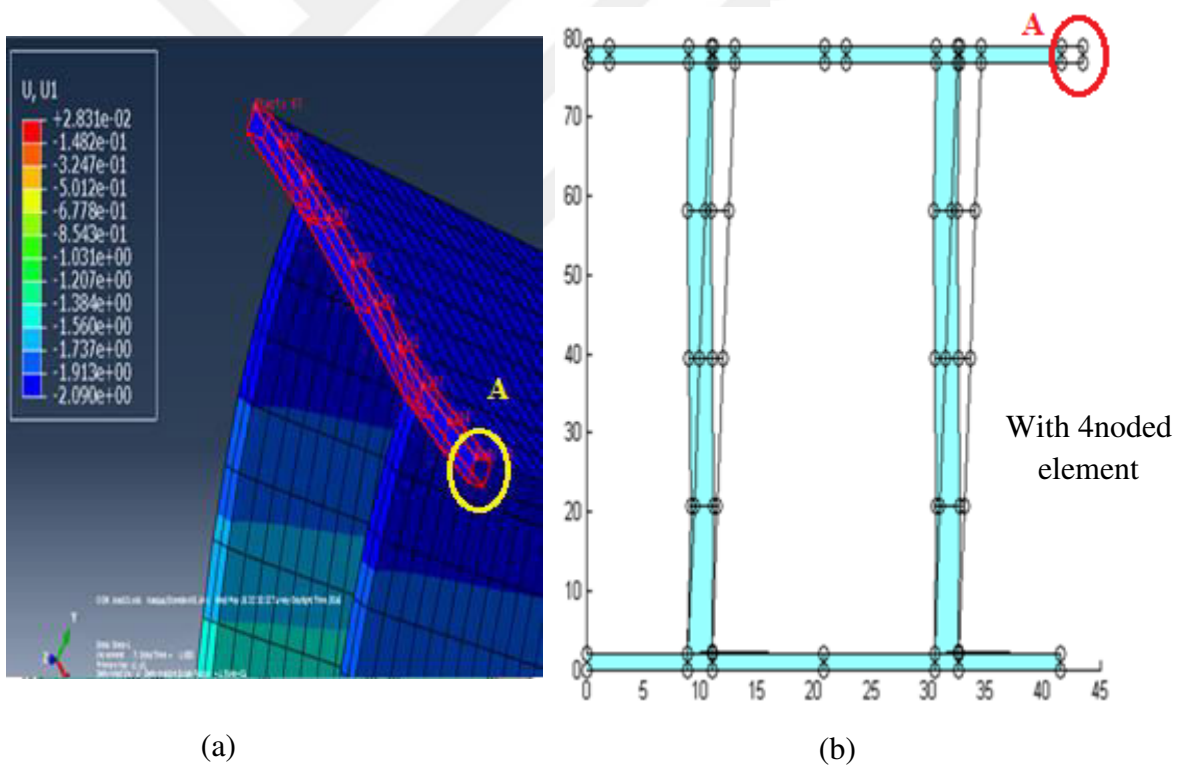 U, U1
+2.831e-02
-1.482e-01
-3.247e-01
-5.012e-01
-6.778e-01
-8.543e-01
-1.031e+00
-1.207e+00
-1.384e+00
-1.560e+00
-1.737e+00
-1.913e+00
-2.090e+00
A
Y
(a)
A
80
70
60
50
40
30
20
10
0
0 5 10 15 20 25 30 35 40 45
With 4noded
element
(b)